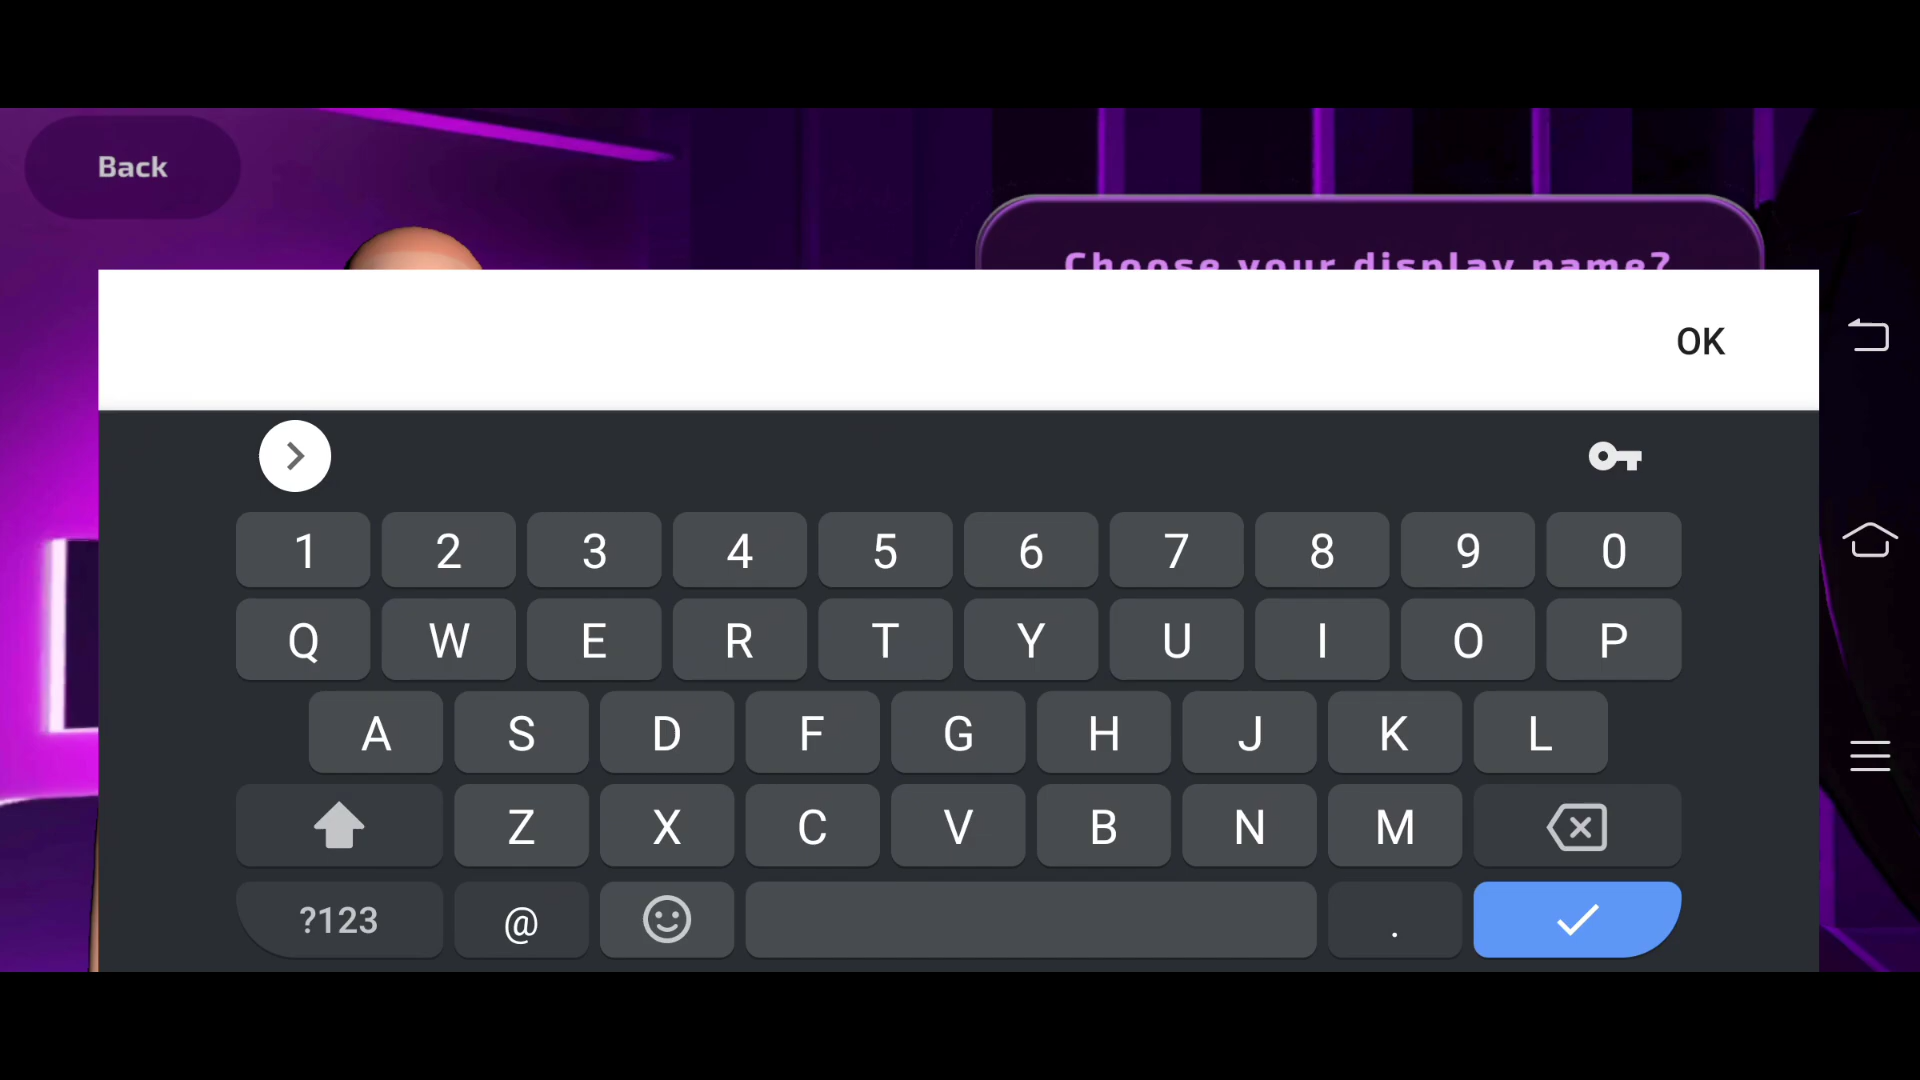 Back
Choose your display name?
OK
1 2 3 4 5 6 7 8 9 0
Q W E R T Y U I O P
A S D F G H J K L
Z X C V B N M
?123 @ .